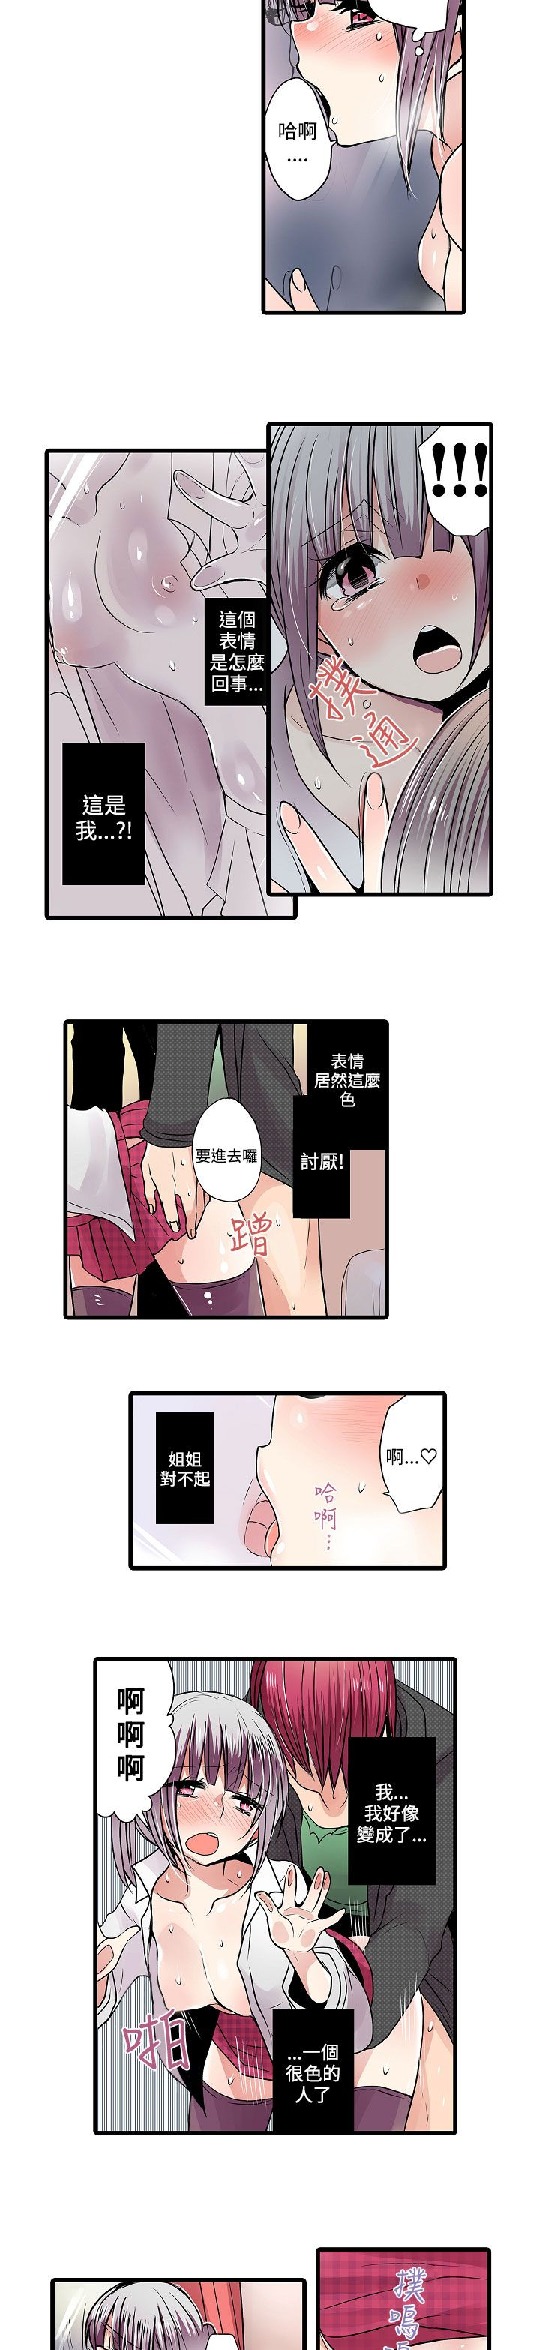 哈啊
....
!!!
撲
通
這個
表情
是怎麼
回事...
這是
我...?!
表情
居然這麼
色
討厭!
要進去囉
蹭
啊...♡
哈
啊
...
姐姐
對不起
啊
啊
啊
我...
我好像
變成了...
啪
...一個
很色的
人了
撲
嗚